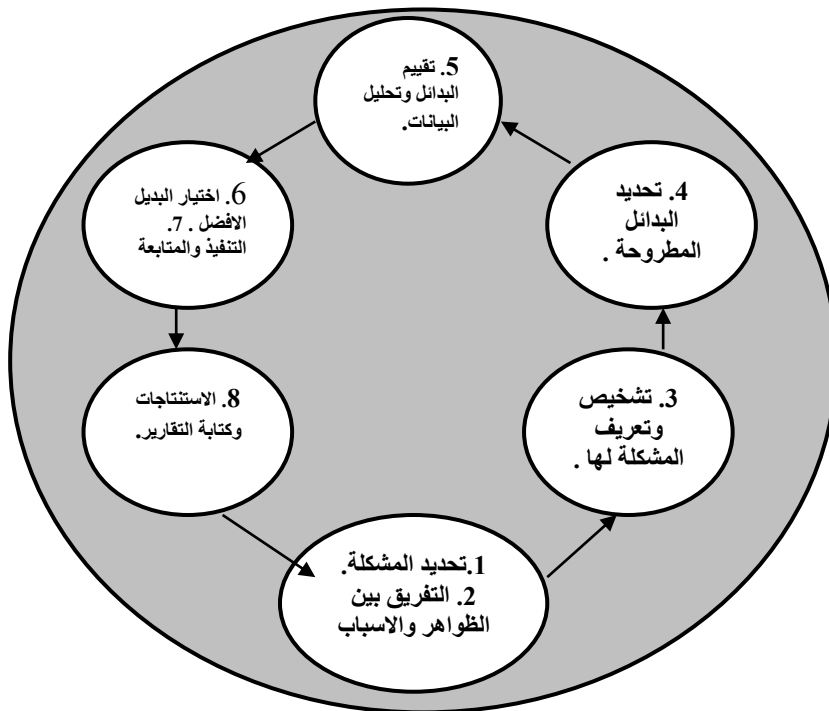 5. تقييم
البدائل وتحليل
البيانات.
6. اختيار البديل
الافضل . 7.
التنفيذ والمتابعة
4. تحديد
البدائل
المطروحة .
8. الاستنتاجات
وكتابة التقارير.
3. تشخيص
وتعريف
المشكلة لها .
1.تحديد المشكلة.
2. التفريق بين
الظواهر والاسباب